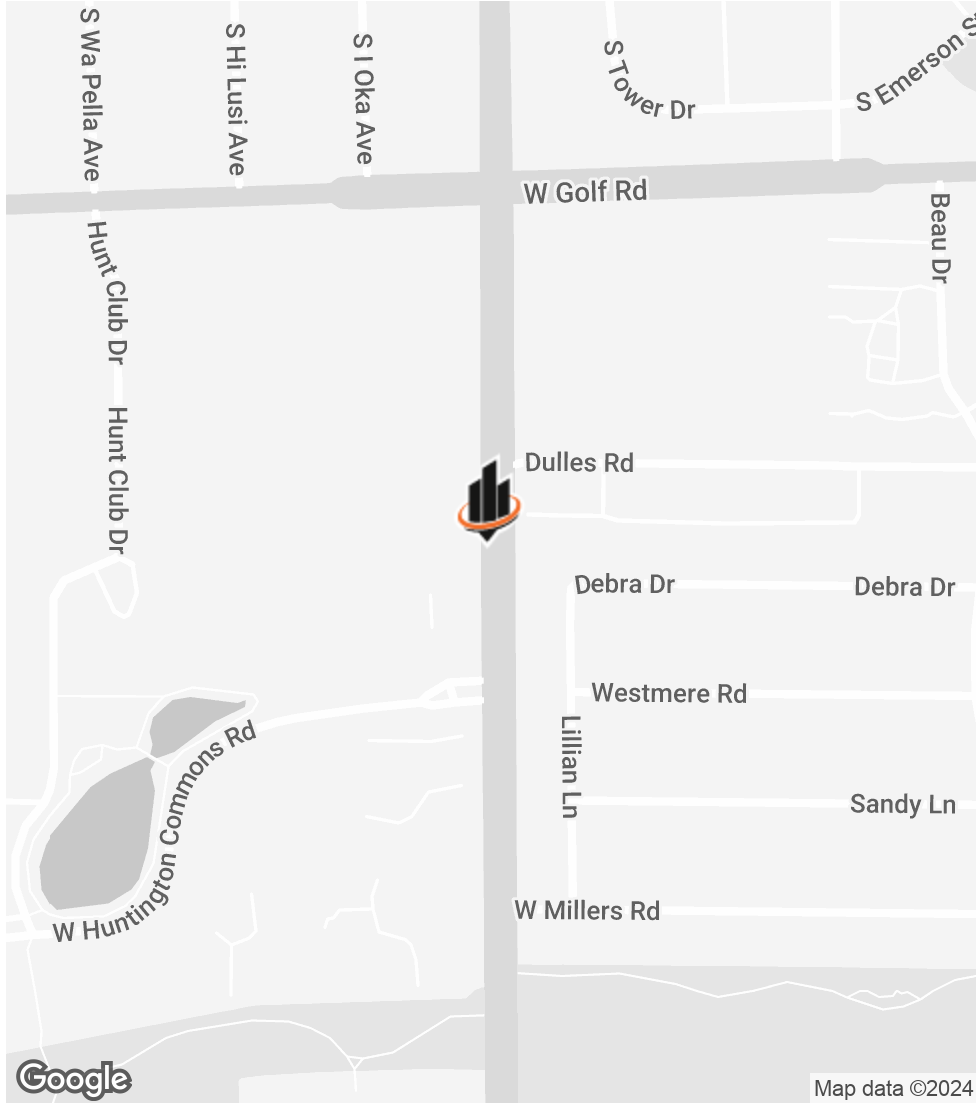 S Wa Pella Ave
S Hi Lusi Ave
S I Oka Ave
S Tower Dr
S Emerson St
W Golf Rd
Beau Dr
Hunt Club Dr
Hunt Club Dr
Dulles Rd
Debra Dr
Debra Dr
Westmere Rd
Lillian Ln
W Huntington Commons Rd
Sandy Ln
W Millers Rd
Google
Map data ©2024